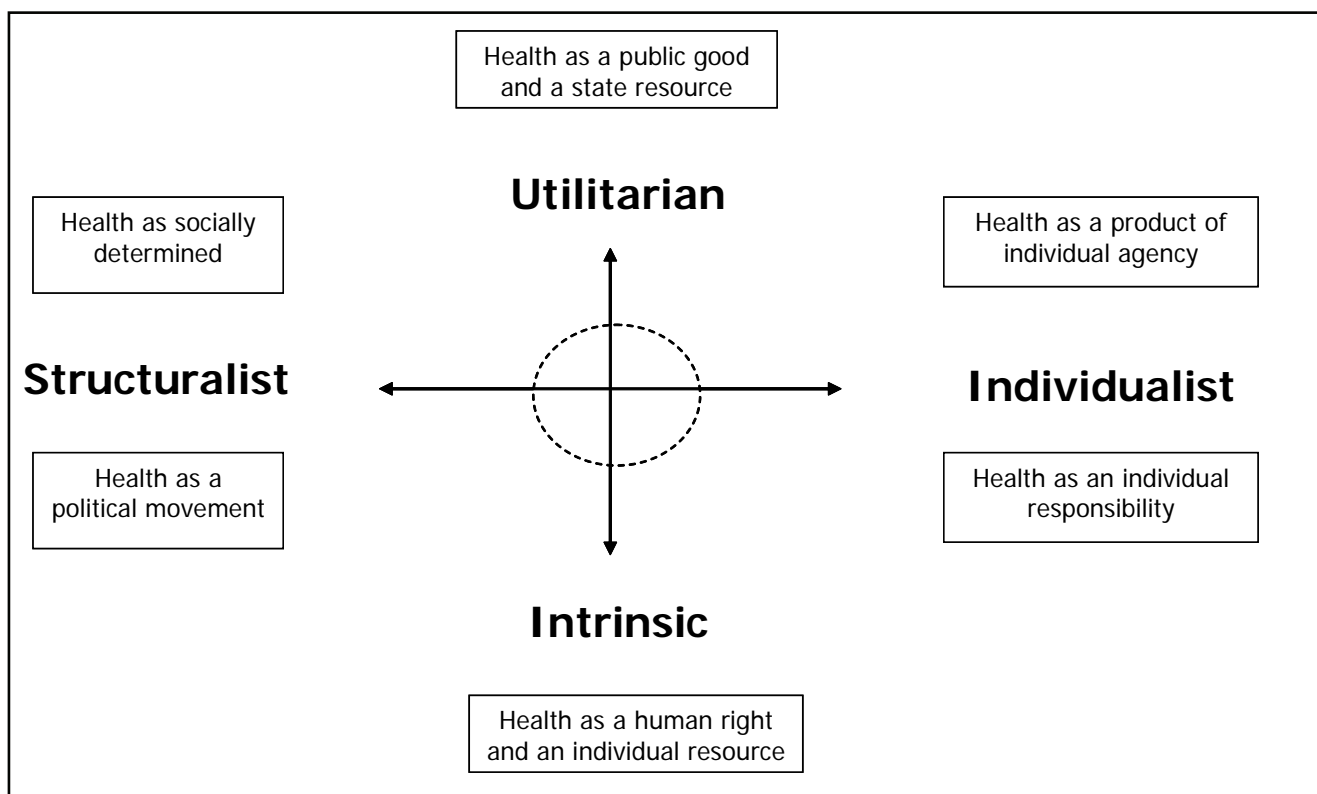 Health as a public good
and a state resource
Utilitarian
Health as socially
determined
Health as a product of
individual agency
Structuralist
Individualist
Health as a
political movement
Health as an individual
responsibility
Intrinsic
Health as a human right
and an individual resource